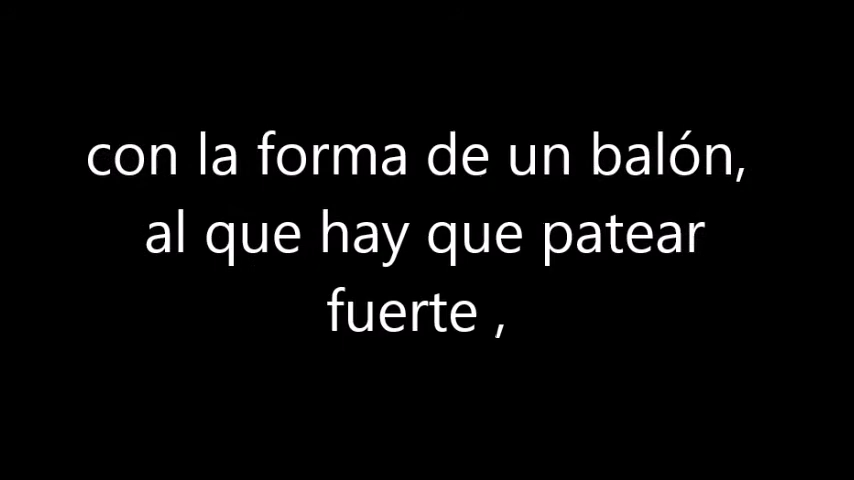 con la forma de un balón,
al que hay que patear
fuerte ,